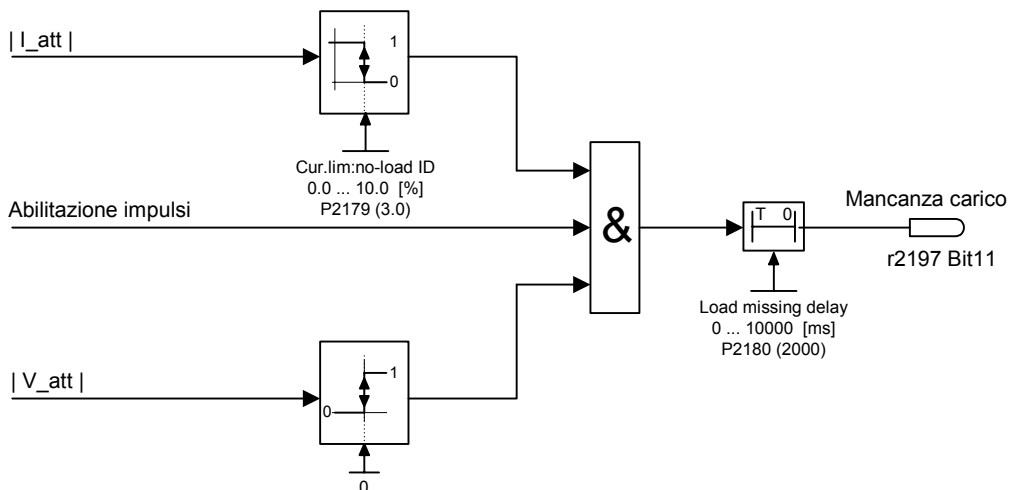 | I_att |
1
0
Cur.lim:no-load ID
0.0 ... 10.0 [%]
P2179 (3.0)
Abilitazione impulsi
&
T 0
Mancanza carico
r2197 Bit11
Load missing delay
0 ... 10000 [ms]
P2180 (2000)
| V_att |
1
0
0